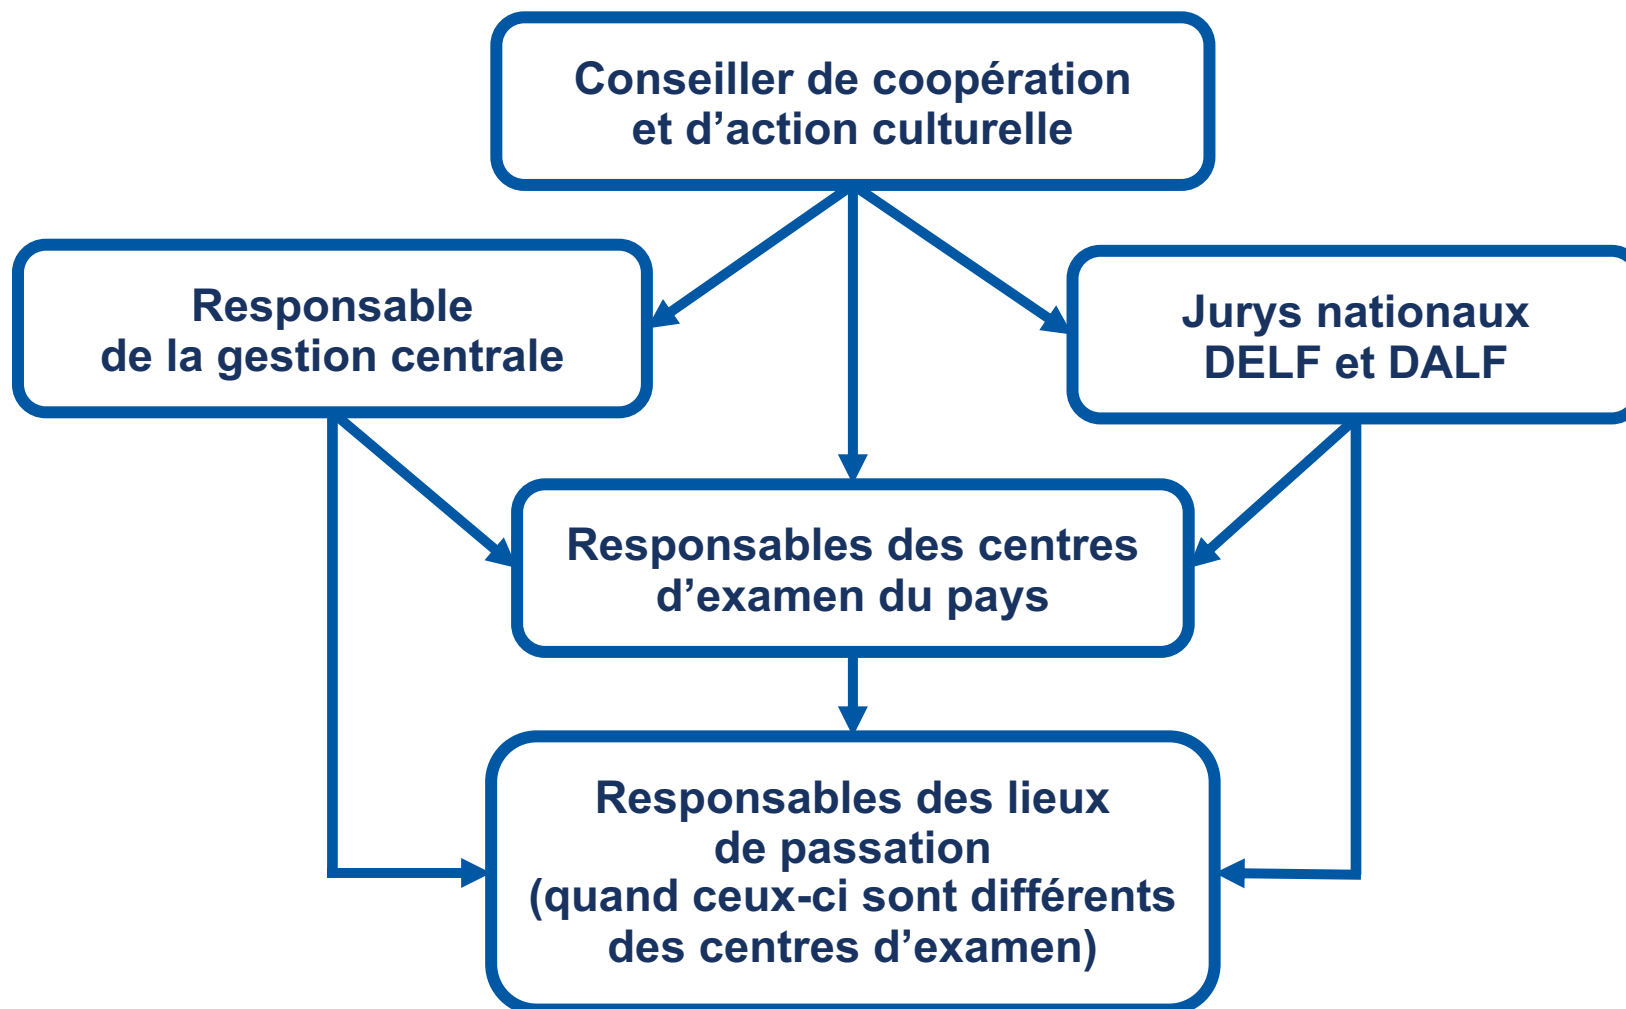 Conseiller de coopération
et d’action culturelle
Responsable
de la gestion centrale
Jurys nationaux
DELF et DALF
Responsables des centres
d’examen du pays
Responsables des lieux
de passation
(quand ceux-ci sont différents
des centres d’examen)